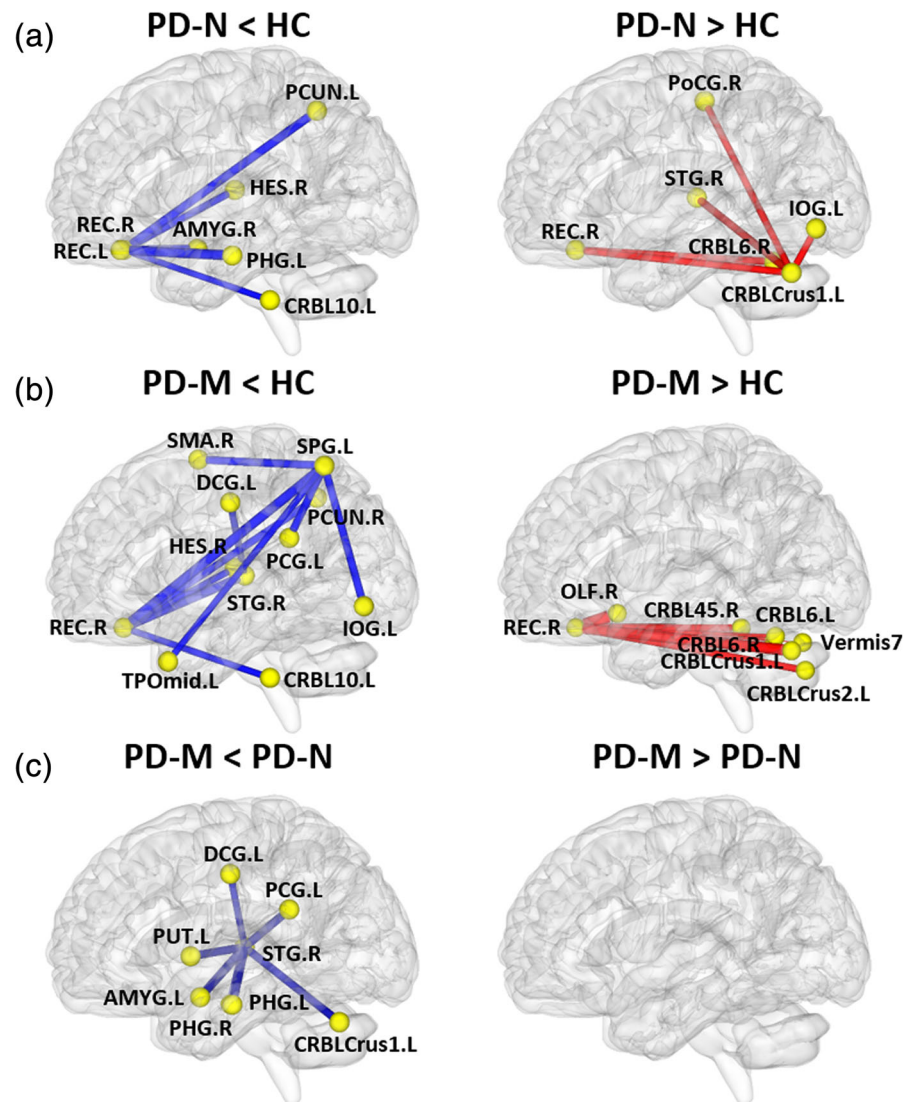 (a)
PD-N < HC
PCUN.L
HES.R
REC.R
AMYG.R
REC.L
PHG.L
CRBL10.L
PD-N > HC
PoCG.R
STG.R
IOG.L
REC.R
CRBL6.R
CRBLCrus1.L
(b)
PD-M < HC
SMA.R
SPG.L
DCG.L
PCUN.R
HES.R
PCG.L
STG.R
REC.R
IOG.L
TPOmid.L
CRBL10.L
PD-M > HC
OLF.R
CRBL45.R
CRBL6.L
REC.R
CRBL6.R
Vermis7
CRBLCrus1.L
CRBLCrus2.L
(c)
PD-M < PD-N
DCG.L
PCG.L
PUT.L
STG.R
AMYG.L
PHG.L
PHG.R
CRBLCrus1.L
PD-M > PD-N